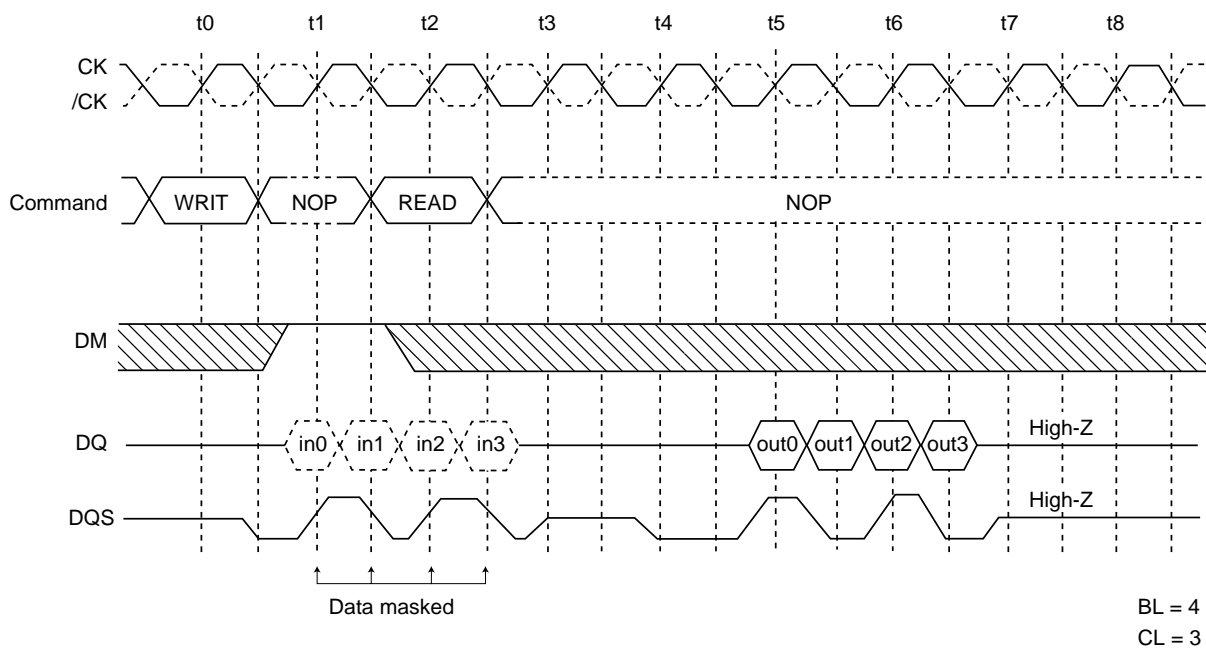 t0 t1 t2 t3 t4 t5 t6 t7 t8
CK
/CK
Command WRIT NOP READ NOP
DM
DQ in0 in1 in2 in3 out0 out1 out2 out3 High-Z
DQS High-Z
Data masked
BL = 4
CL = 3